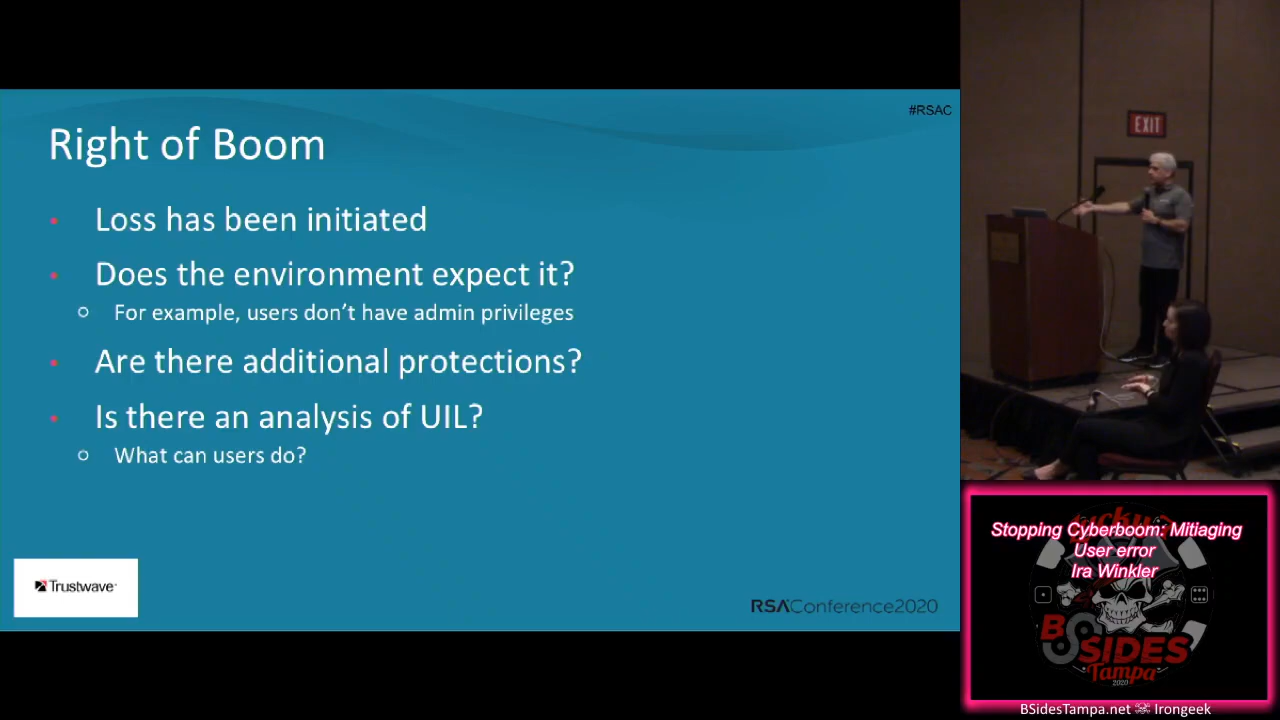 #RSAC
Right of Boom
• Loss has been initiated
• Does the environment expect it?
○ For example, users don’t have admin privileges
• Are there additional protections?
• Is there an analysis of UIL?
○ What can users do?
Trustwave
RSAConference2020
EXIT
Stopping Cyberboom: Mitiaging
User error
Ira Winkler
BSIDES
Tampa
2020
BSidesTampa.net ☠ Irongeek